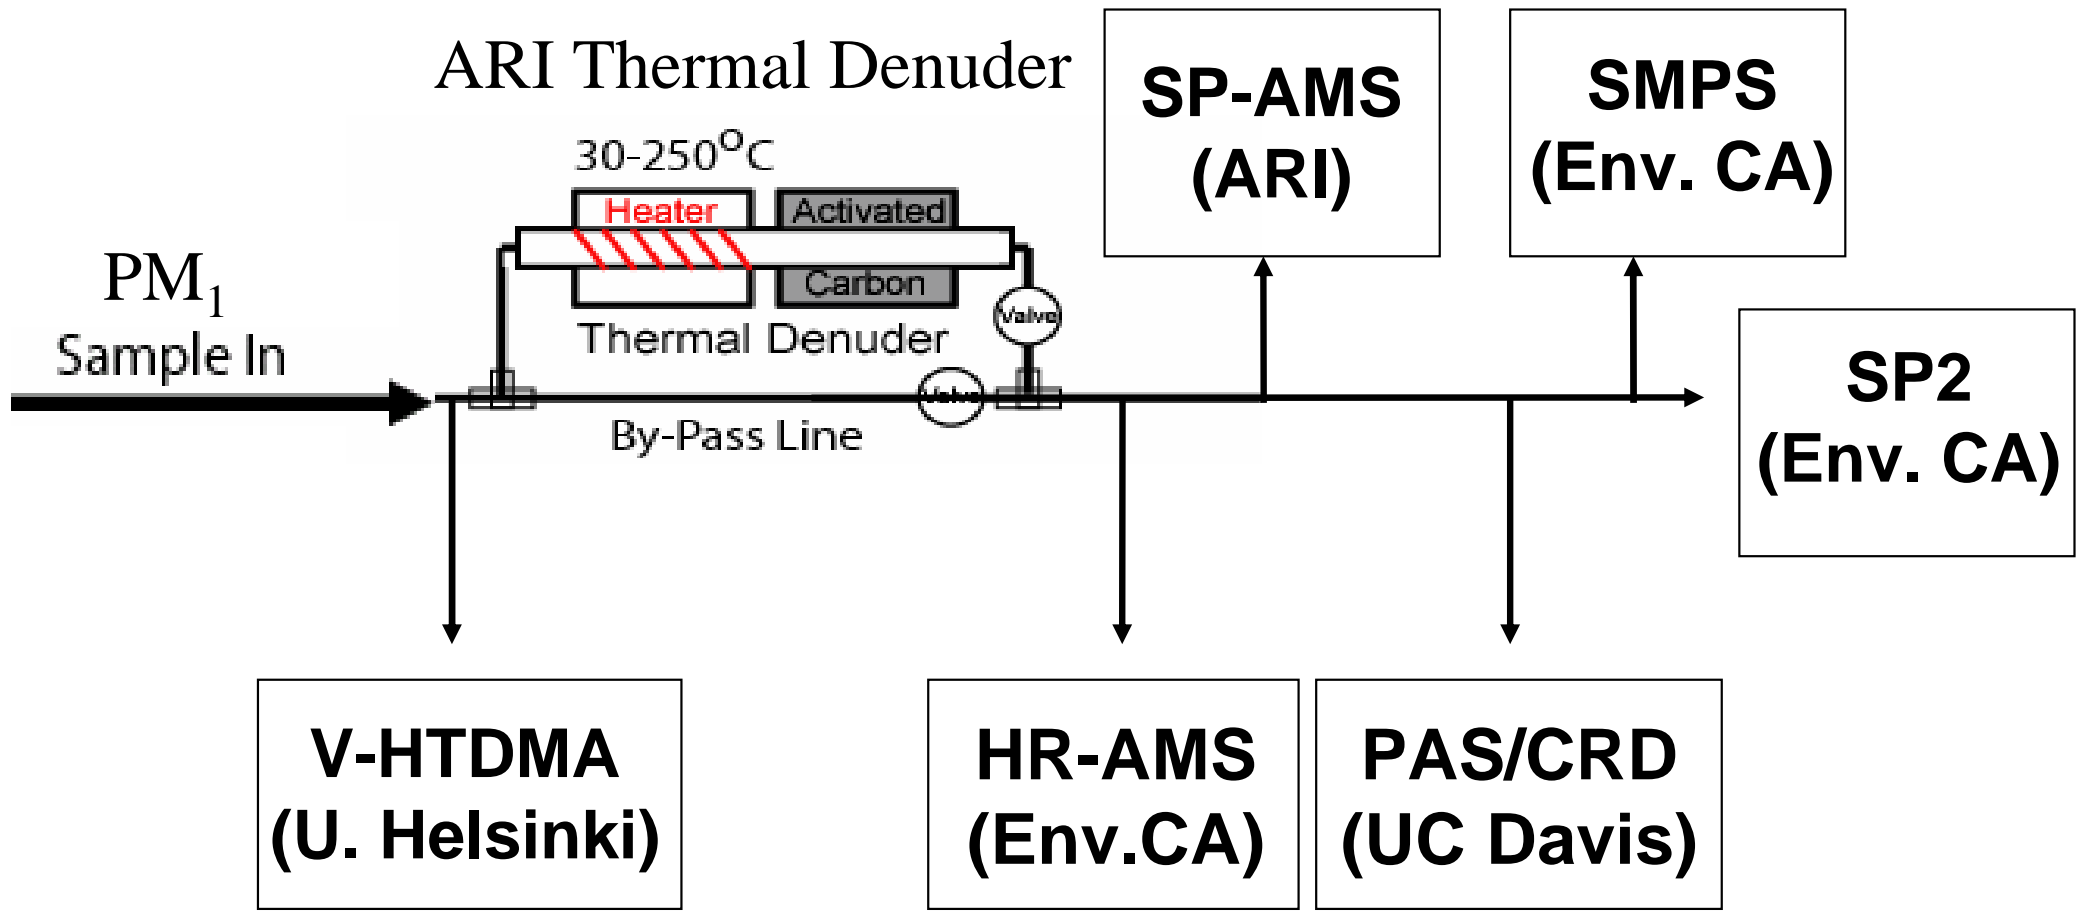 ARI Thermal Denuder
30-250°C
Heater
Activated
Carbon
Valve
Thermal Denuder
PM₁
Sample In
Valve
By-Pass Line
SP-AMS
(ARI)
SMPS
(Env. CA)
SP2
(Env. CA)
V-HTDMA
(U. Helsinki)
HR-AMS
(Env.CA)
PAS/CRD
(UC Davis)